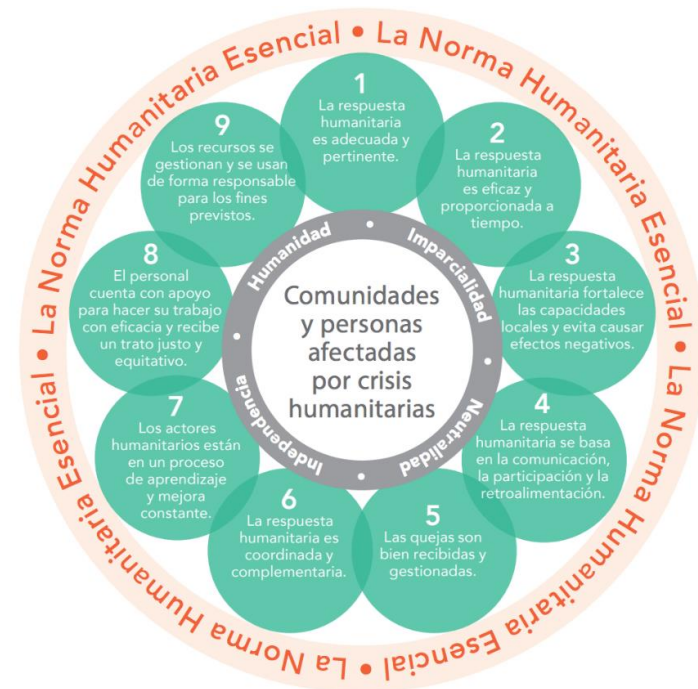 La Norma Humanitaria Esencial • La Norma Humanitaria Esencial • La Norma Humanitaria Esencial • La Norma Humanitaria Esencial •
1
La respuesta
humanitaria
es adecuada y
pertinente.
2
La respuesta
humanitaria
es eficaz y
proporcionada a
tiempo.
3
La respuesta
humanitaria fortalece
las capacidades
locales y evita causar
efectos negativos.
4
La respuesta
humanitaria se basa
en la comunicación,
la participación y la
retroalimentación.
5
Las quejas son
bien recibidas y
gestionadas.
6
La respuesta
humanitaria es
coordinada y
complementaria.
7
Los actores
humanitarios están
en un proceso
de aprendizaje
y mejora
constante.
8
El personal
cuenta con apoyo
para hacer su trabajo
con eficacia y recibe
un trato justo y
equitativo.
9
Los recursos se
gestionan y se usan
de forma responsable
para los fines
previstos.
Humanidad • Imparcialidad • Neutralidad • Independencia •
Comunidades
y personas
afectadas
por crisis
humanitarias